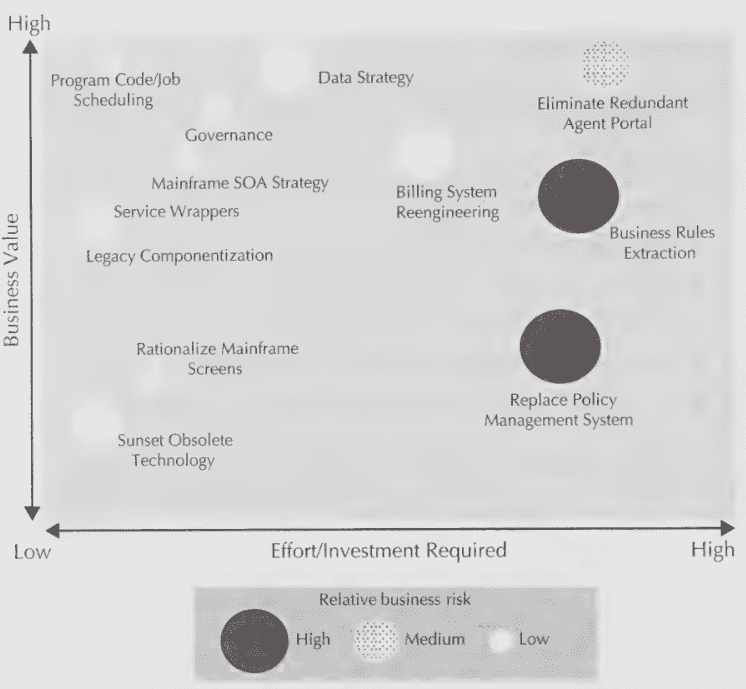 High
Program Code/Job
Scheduling
Data Strategy
Eliminate Redundant
Agent Portal
Governance
Mainframe SOA Strategy
Service Wrappers
Billing System
Reengineering
Business Rules
Extraction
Legacy Componentization
Business Value
Rationalize Mainframe
Screens
Replace Policy
Management System
Sunset Obsolete
Technology
Low
Effort/Investment Required
High
Relative business risk
High
Medium
Low